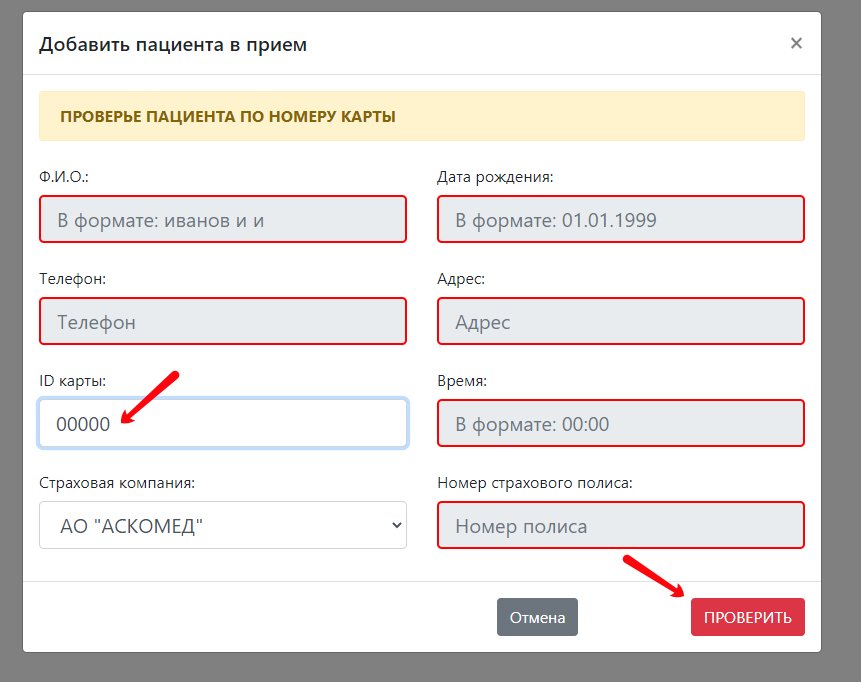 Добавить пациента в прием
×
ПРОВЕРЬЕ ПАЦИЕНТА ПО НОМЕРУ КАРТЫ
Ф.И.О.:
Дата рождения:
В формате: иванов и и
В формате: 01.01.1999
Телефон:
Адрес:
Телефон
Адрес
ID карты:
Время:
00000
В формате: 00:00
Страховая компания:
Номер страхового полиса:
АО "АСКОМЕД"
Номер полиса
Отмена
ПРОВЕРИТЬ